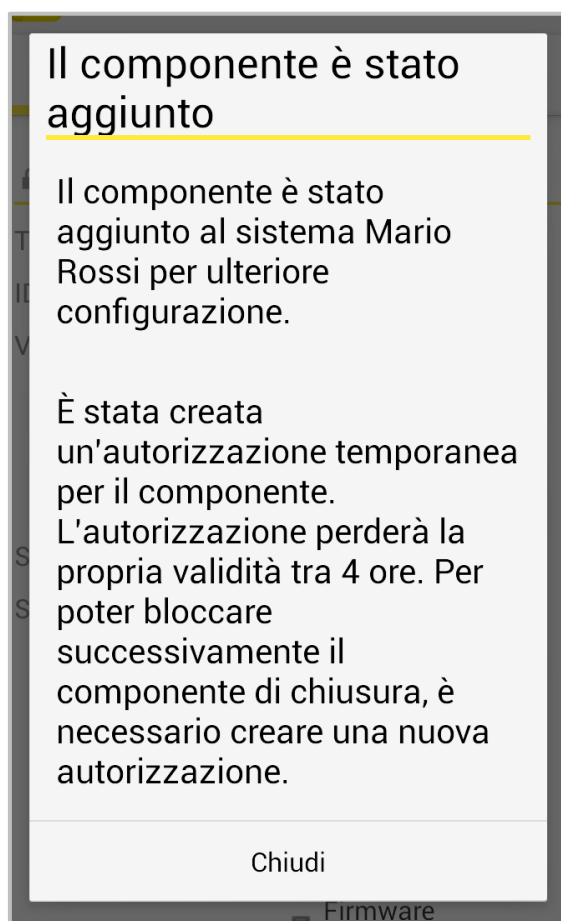 Il componente è stato
aggiunto
Il componente è stato
aggiunto al sistema Mario
Rossi per ulteriore
configurazione.
È stata creata
un'autorizzazione temporanea
per il componente.
L'autorizzazione perderà la
propria validità tra 4 ore. Per
poter bloccare
successivamente il
componente di chiusura, è
necessario creare una nuova
autorizzazione.
Chiudi
Firmware